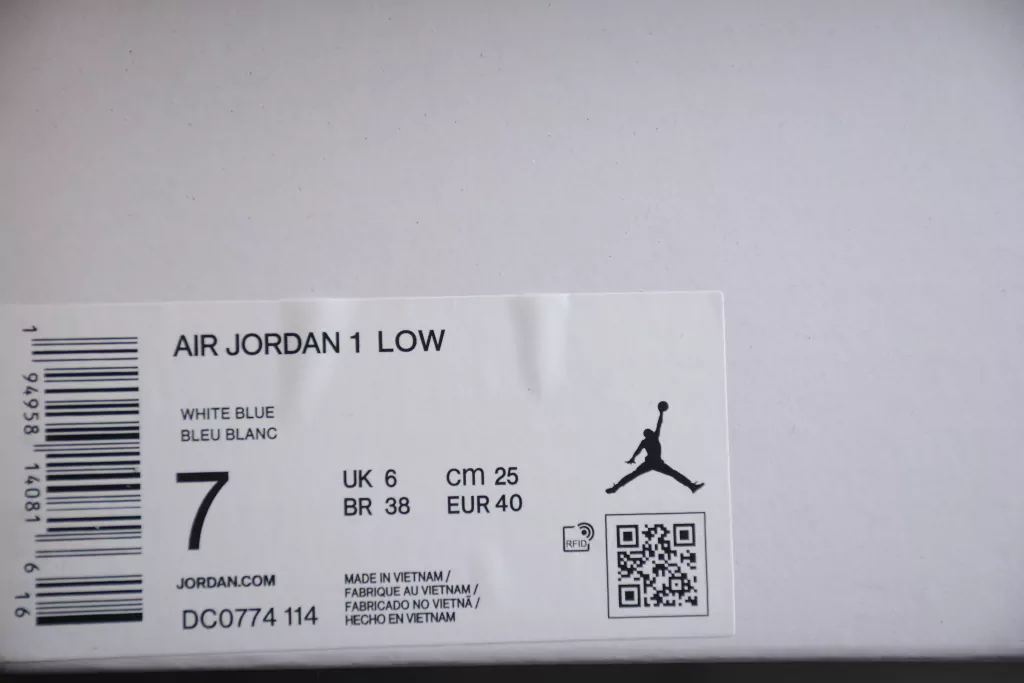 AIR JORDAN 1 LOW
WHITE BLUE
BLEU BLANC
7
UK 6 cm 25
BR 38 EUR 40
JORDAN.COM
DC0774 114
MADE IN VIETNAM /
FABRIQUE AU VIETNAM /
FABRICADO NO VIETNÃ /
HECHO EN VIETNAM
RFID
1 94958 14081 6
16